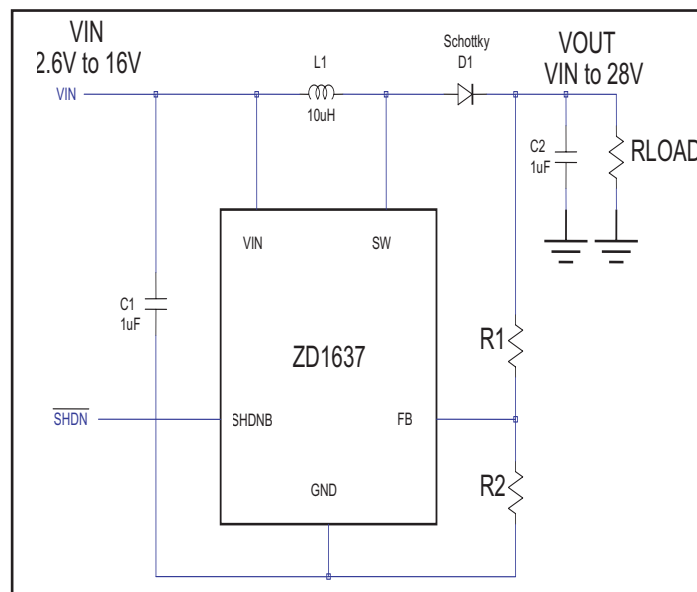 VIN
2.6V to 16V
VIN
L1
10uH
Schottky
D1
VOUT
VIN to 28V
C2
1uF
RLOAD
VIN
SW
C1
1uF
ZD1637
R1
SHDN
SHDNB
FB
GND
R2